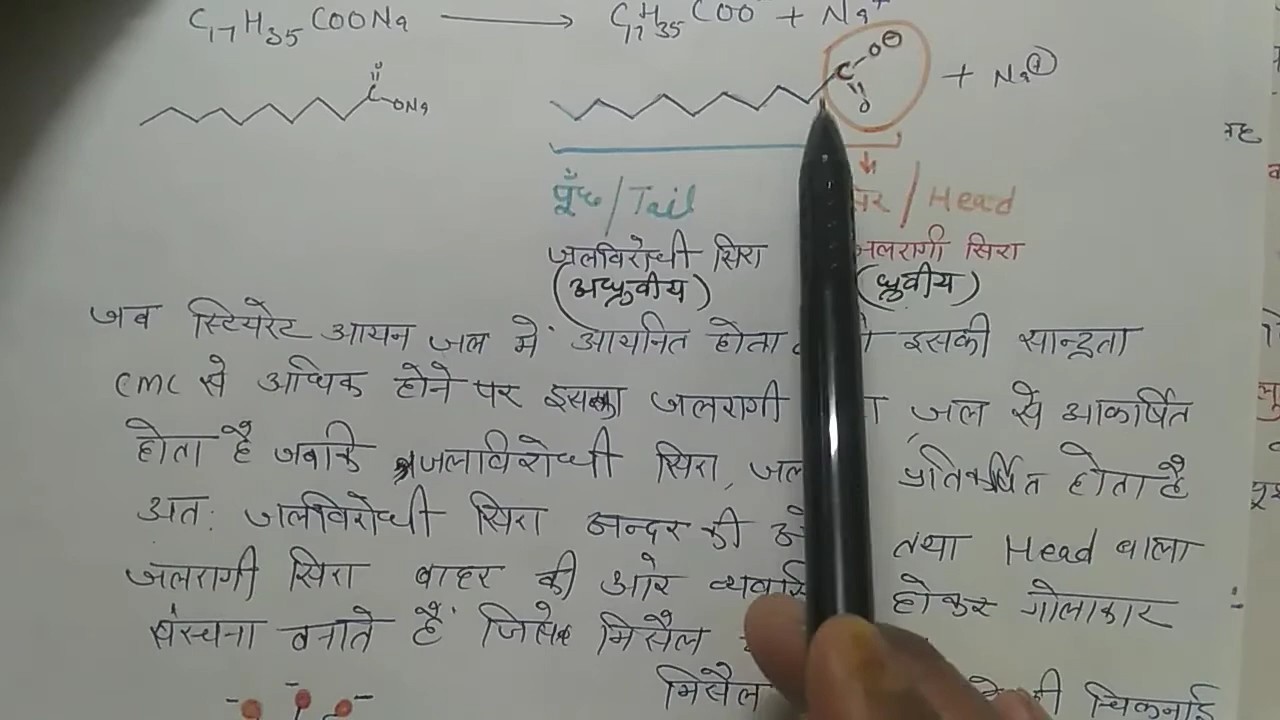 C17H35COONa ⟶ C17H35COO⁻ + Na⁺
O
C
ONa
C O⊖
O
+ Na⊕
पूँछ/Tail / Head
जलविरोधी सिरा जलरागी सिरा
(अध्रुवीय) (ध्रुवीय)
जब स्टियरेट आयन जल में आयनित होता इसकी सान्द्रता
CMC से अधिक होने पर इसका जलरागी जल से आकर्षित
होता है जबकि जलविरोधी सिरा, जल प्रतिकर्षित होता है
अत: जलविरोधी सिरा अन्दर की तथा Head वाला
जलरागी सिरा बाहर की ओर होकर गोलाकार
संरचना बनाते हैं जिसे मिसैल
मिसैल की चिकनाई